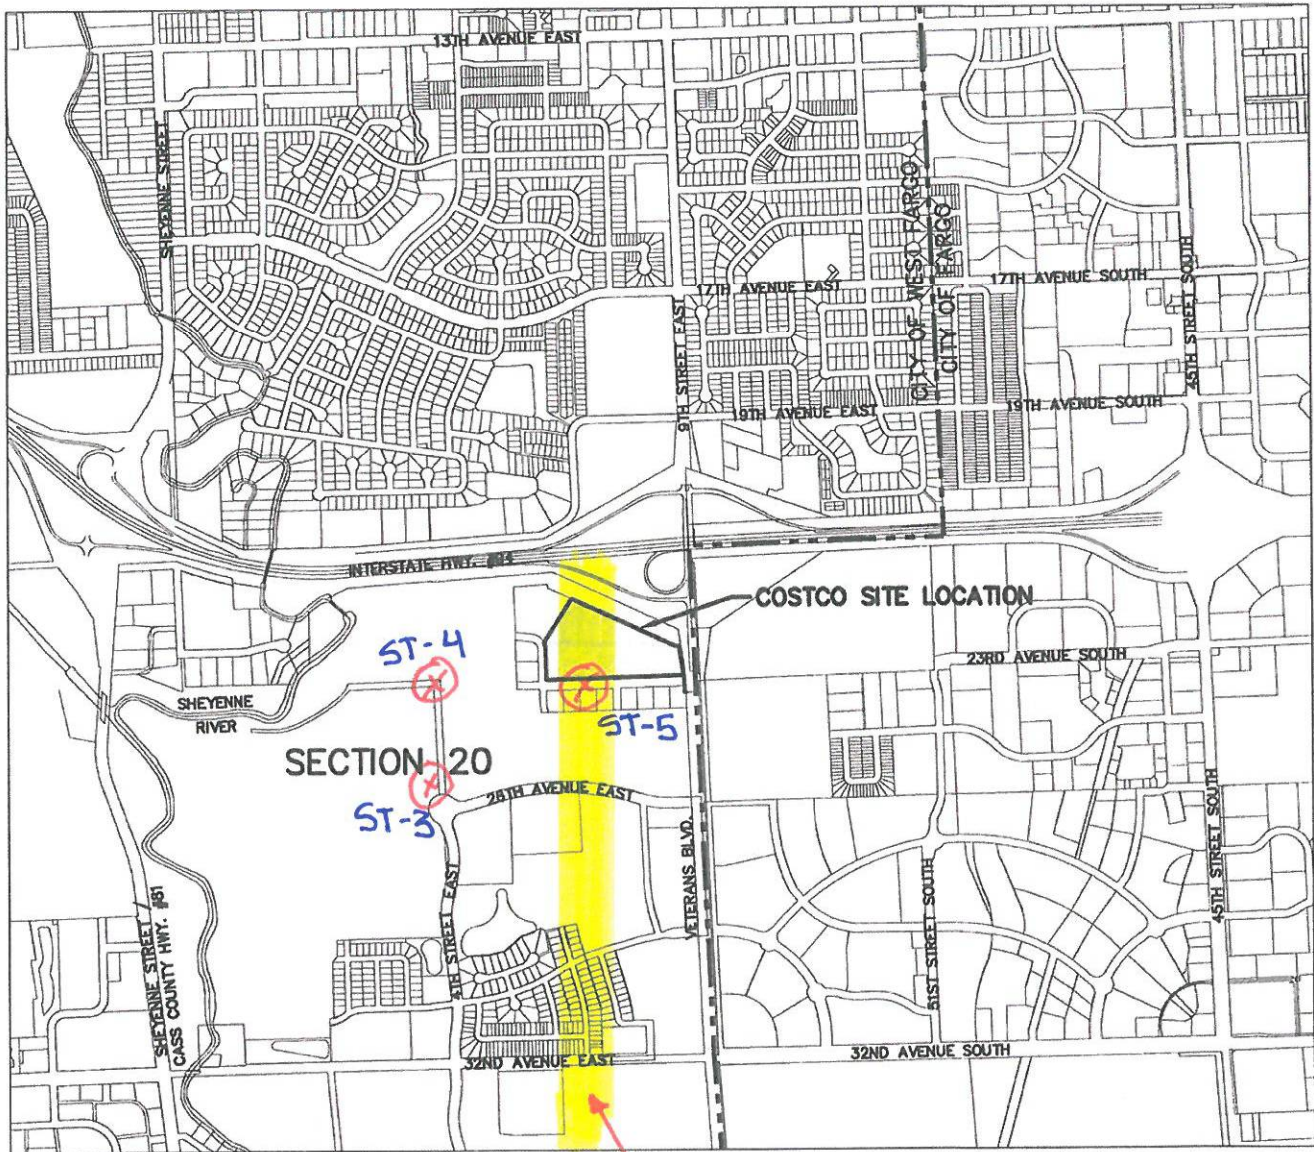 13TH AVENUE EAST
SHEYENNE STREET
CITY OF WEST FARGO
CITY OF FARGO
45TH STREET SOUTH
17TH AVENUE EAST
17TH AVENUE SOUTH
9TH STREET EAST
19TH AVENUE EAST
19TH AVENUE SOUTH
INTERSTATE HWY. #94
COSTCO SITE LOCATION
ST-4
23RD AVENUE SOUTH
SHEYENNE
RIVER
ST-5
SECTION 20
28TH AVENUE EAST
ST-3
VETERANS BLVD.
4TH STREET EAST
51ST STREET SOUTH
45TH STREET SOUTH
SHEYENNE STREET /
CASS COUNTY HWY. #81
32ND AVENUE EAST
32ND AVENUE SOUTH